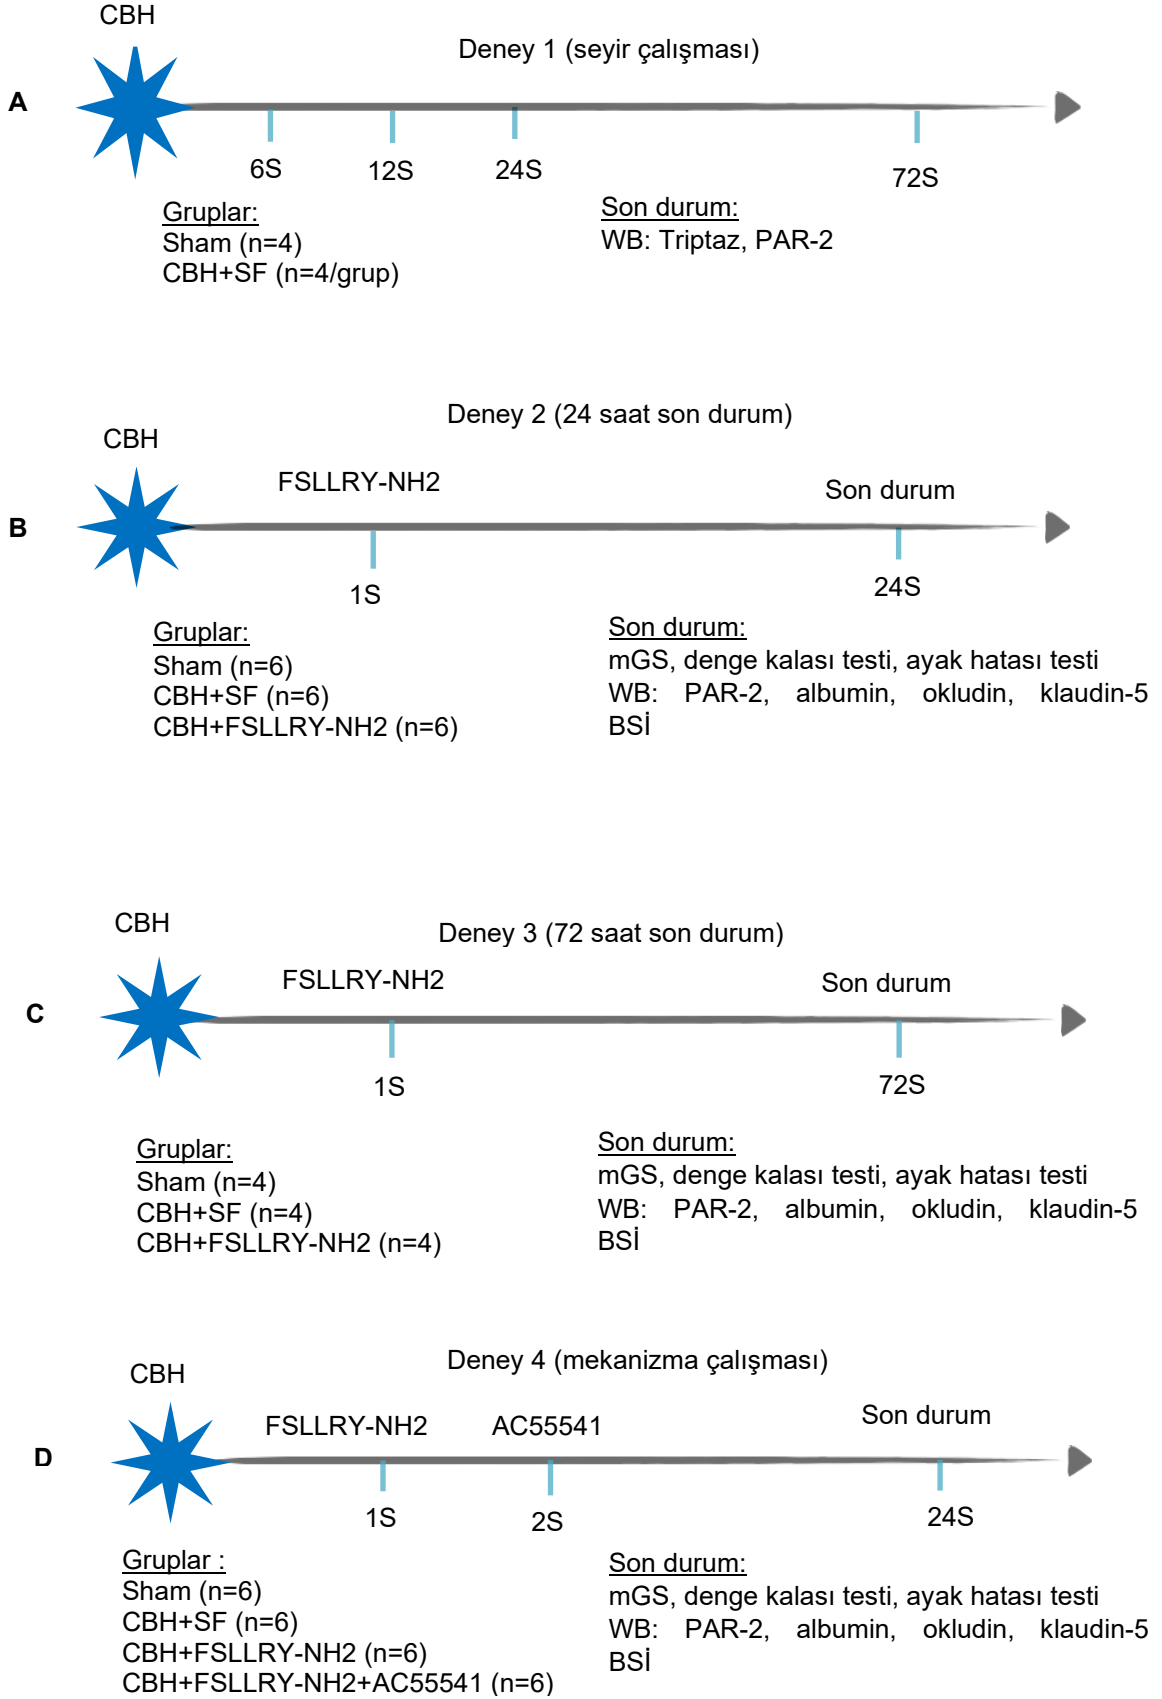 CBH
Deney 1 (seyir çalışması)
A
6S
12S
24S
72S
Gruplar:
Sham (n=4)
CBH+SF (n=4/grup)
Son durum:
WB: Triptaz, PAR-2
Deney 2 (24 saat son durum)
CBH
FSLLRY-NH2
Son durum
B
1S
24S
Gruplar:
Sham (n=6)
CBH+SF (n=6)
CBH+FSLLRY-NH2 (n=6)
Son durum:
mGS, denge kalası testi, ayak hatası testi
WB: PAR-2, albumin, okludin, klaudin-5
BSİ
CBH
Deney 3 (72 saat son durum)
FSLLRY-NH2
Son durum
C
1S
72S
Gruplar:
Sham (n=4)
CBH+SF (n=4)
CBH+FSLLRY-NH2 (n=4)
Son durum:
mGS, denge kalası testi, ayak hatası testi
WB: PAR-2, albumin, okludin, klaudin-5
BSİ
Deney 4 (mekanizma çalışması)
CBH
FSLLRY-NH2
AC55541
Son durum
D
1S
2S
24S
Gruplar :
Sham (n=6)
CBH+SF (n=6)
CBH+FSLLRY-NH2 (n=6)
CBH+FSLLRY-NH2+AC55541 (n=6)
Son durum:
mGS, denge kalası testi, ayak hatası testi
WB: PAR-2, albumin, okludin, klaudin-5
BSİ